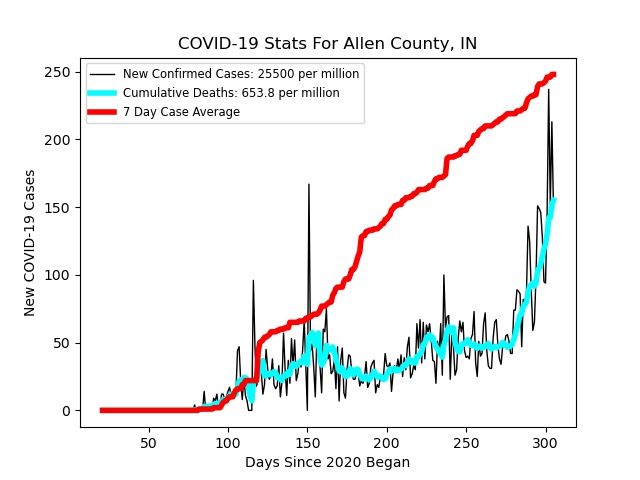 COVID-19 Stats For Allen County, IN
New Confirmed Cases: 25500 per million
Cumulative Deaths: 653.8 per million
7 Day Case Average
New COVID-19 Cases
250
200
150
100
50
0
50
100
150
200
250
300
Days Since 2020 Began